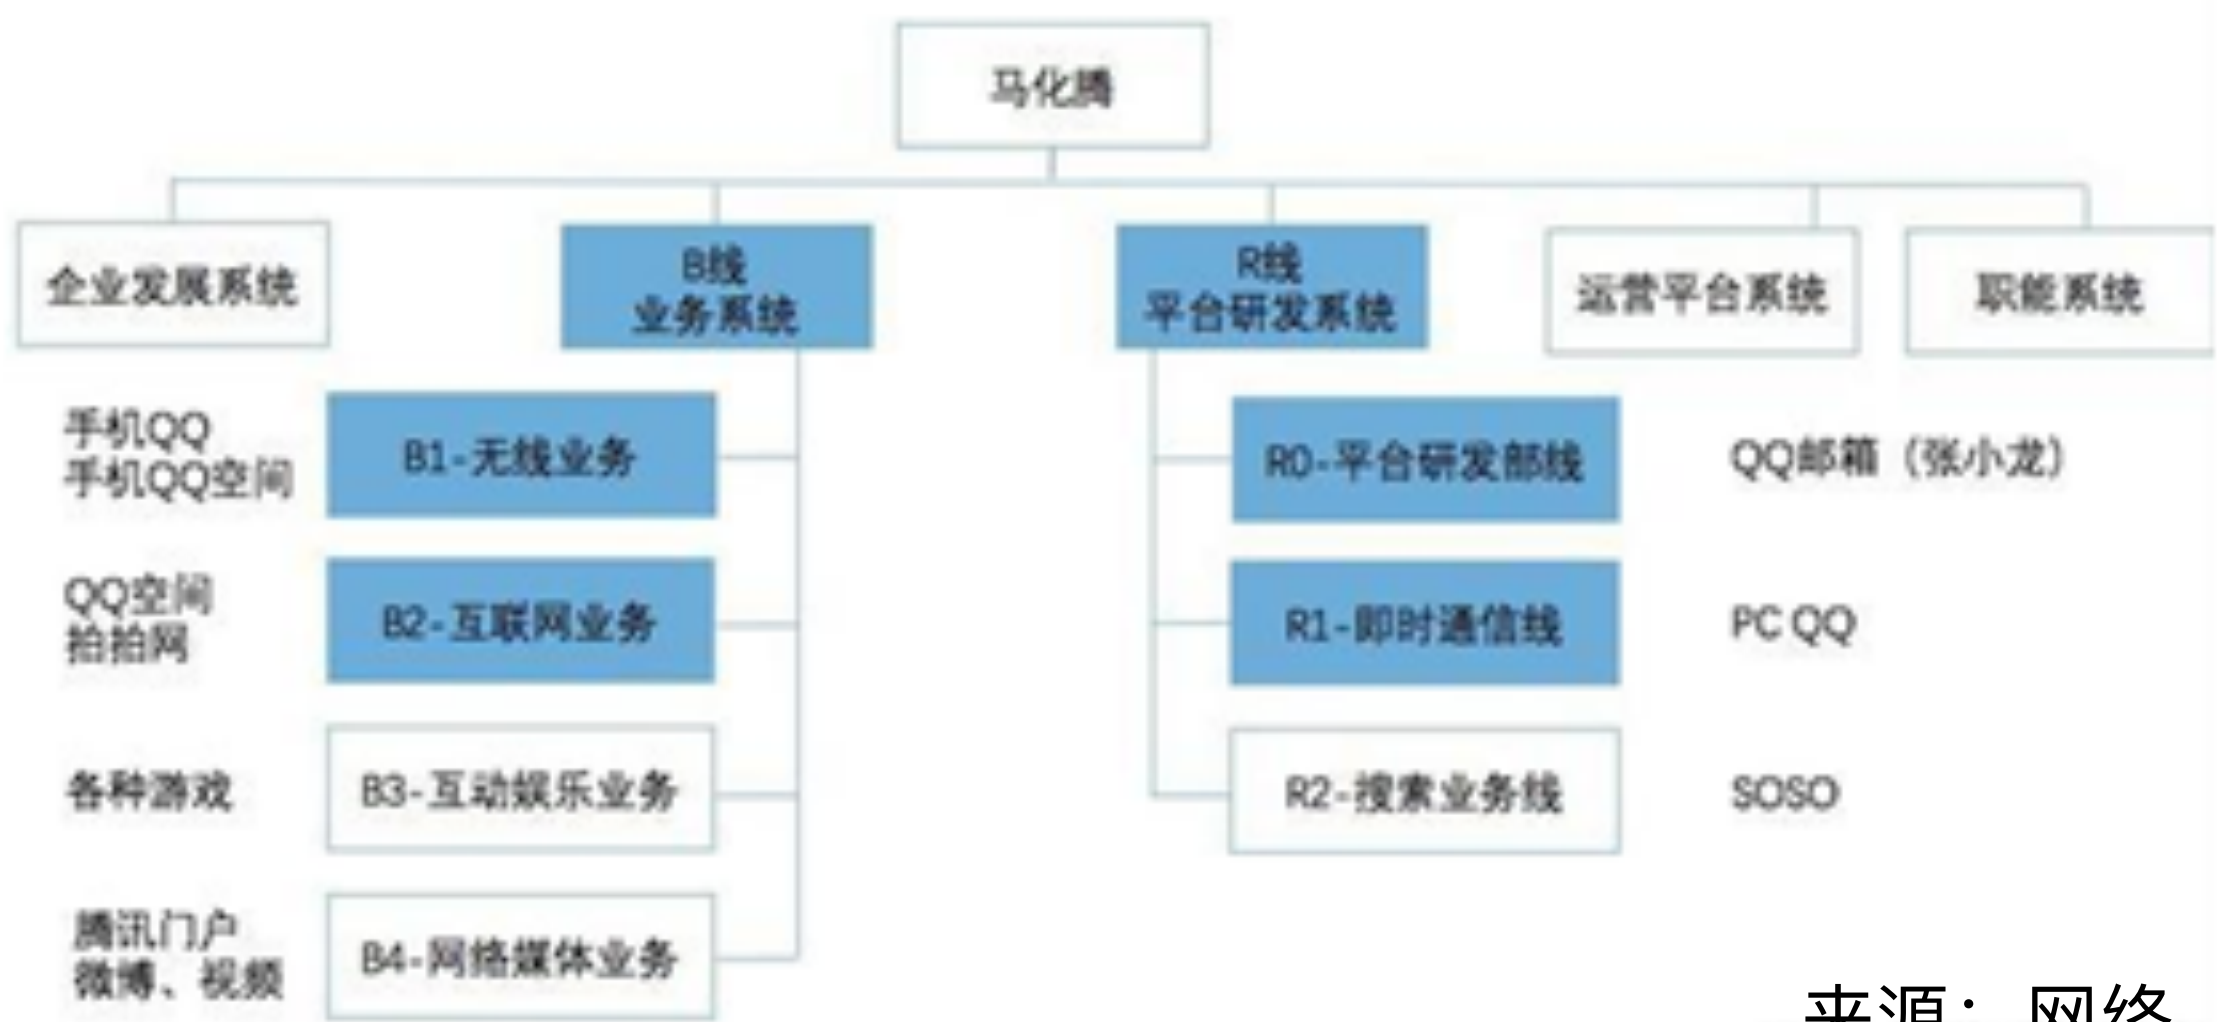 马化腾
企业发展系统
B线
业务系统
R线
平台研发系统
运营平台系统
职能系统
手机QQ
手机QQ空间
B1-无线业务
R0-平台研发部线
QQ邮箱（张小龙）
QQ空间
拍拍网
B2-互联网业务
R1-即时通信线
PC QQ
各种游戏
B3-互动娱乐业务
R2-搜索业务线
SOSO
腾讯门户
微博、视频
B4-网络媒体业务
来源：网络